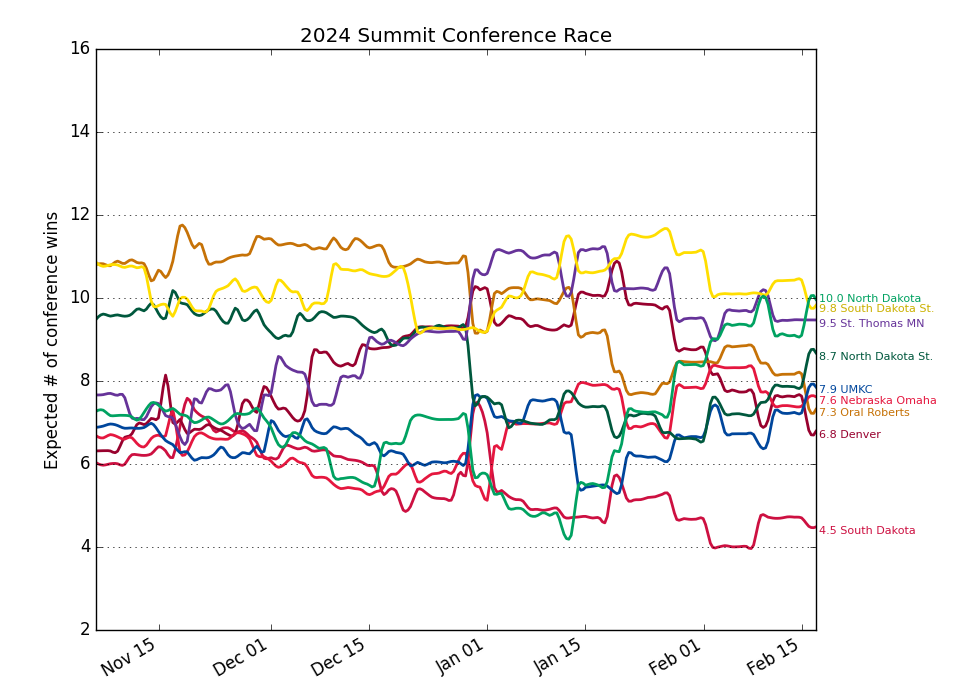 2024 Summit Conference Race
Expected # of conference wins
16
14
12
10
8
6
4
2
10.0 North Dakota
9.8 South Dakota St.
9.5 St. Thomas MN
8.7 North Dakota St.
7.9 UMKC
7.6 Nebraska Omaha
7.3 Oral Roberts
6.8 Denver
4.5 South Dakota
Nov 15
Dec 01
Dec 15
Jan 01
Jan 15
Feb 01
Feb 15